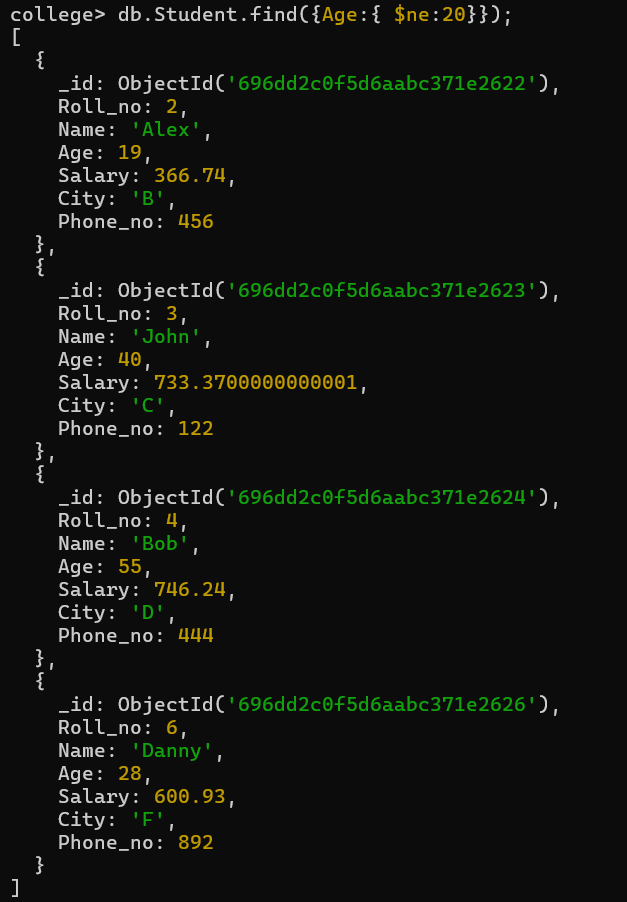 college> db.Student.find({Age:{ $ne:20}});
[
  {
    _id: ObjectId('696dd2c0f5d6aabc371e2622'),
    Roll_no: 2,
    Name: 'Alex',
    Age: 19,
    Salary: 366.74,
    City: 'B',
    Phone_no: 456
  },
  {
    _id: ObjectId('696dd2c0f5d6aabc371e2623'),
    Roll_no: 3,
    Name: 'John',
    Age: 40,
    Salary: 733.3700000000001,
    City: 'C',
    Phone_no: 122
  },
  {
    _id: ObjectId('696dd2c0f5d6aabc371e2624'),
    Roll_no: 4,
    Name: 'Bob',
    Age: 55,
    Salary: 746.24,
    City: 'D',
    Phone_no: 444
  },
  {
    _id: ObjectId('696dd2c0f5d6aabc371e2626'),
    Roll_no: 6,
    Name: 'Danny',
    Age: 28,
    Salary: 600.93,
    City: 'F',
    Phone_no: 892
  }
]